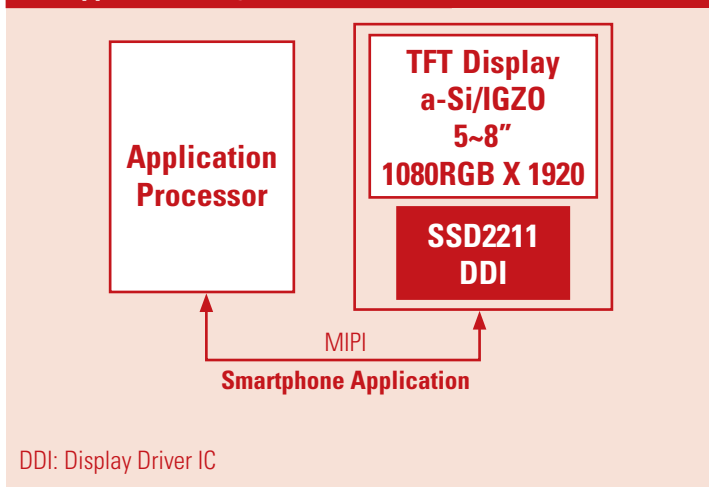 Application
Processor
TFT Display
a-Si/IGZO
5~8”
1080RGB X 1920
SSD2211
DDI
MIPI
Smartphone Application
DDI: Display Driver IC